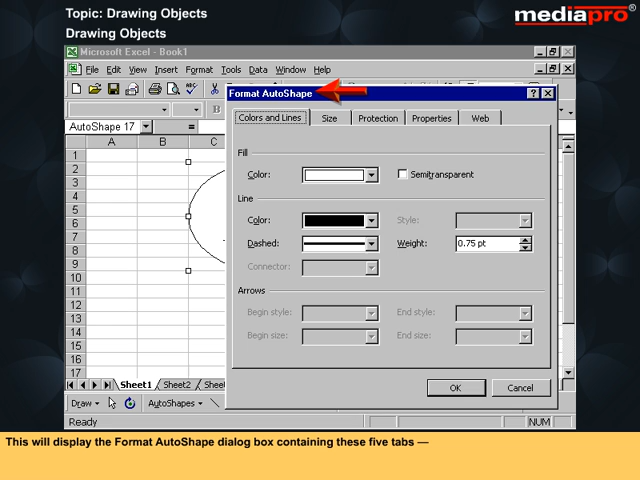 Topic: Drawing Objects
mediapro®
Drawing Objects
Microsoft Excel - Book1
File Edit View Insert Format Tools Data Window Help
Format AutoShape
B
AutoShape 17 =
Colors and Lines Size Protection Properties Web
A B C
1
2
3
4
5
6
7
8
9
10
11
12
13
14
15
16
17
Fill
Color: Semitransparent
Line
Color: Style:
Dashed: Weight: 0.75 pt
Connector:
Arrows
Begin style: End style:
Begin size: End size:
OK Cancel
Sheet1 Sheet2 Sheet
Draw AutoShapes
Ready NUM
This will display the Format AutoShape dialog box containing these five tabs —